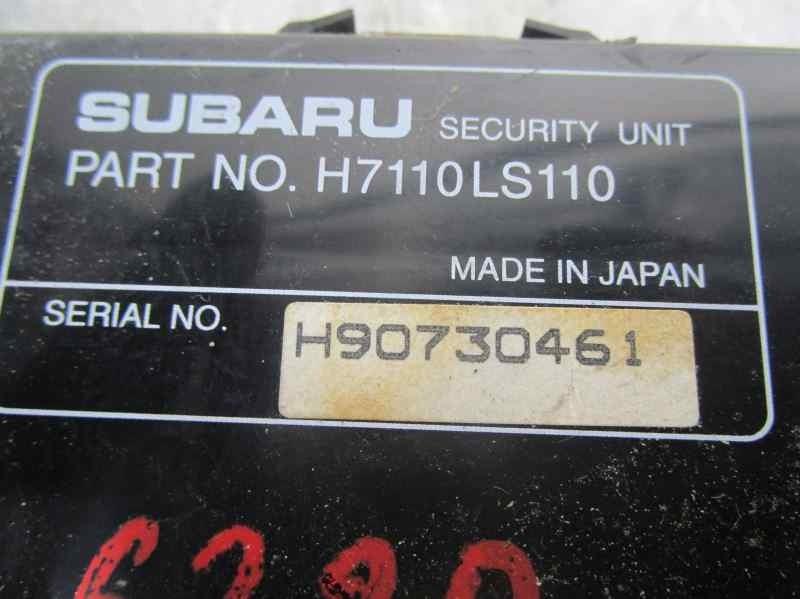 SUBARU SECURITY UNIT
PART NO. H7110LS110
MADE IN JAPAN
SERIAL NO. H90730461